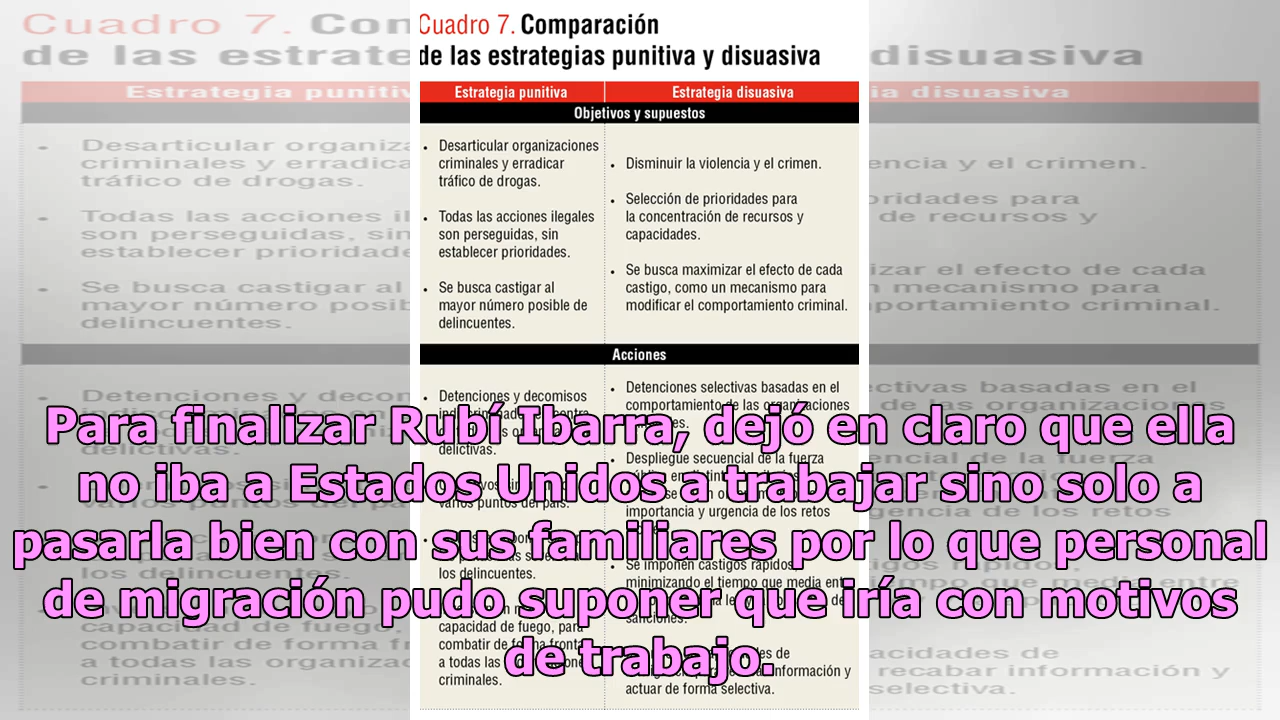 Cuadro 7. Comparación
de las estrategias punitiva y disuasiva
Estrategia punitiva
Estrategia disuasiva
Objetivos y supuestos
• Desarticular organizaciones
criminales y erradicar
tráfico de drogas.
• Todas las acciones ilegales
son perseguidas, sin
establecer prioridades.
• Se busca castigar al
mayor número posible de
delincuentes.
• Disminuir la violencia y el crimen.
• Selección de prioridades para
la concentración de recursos y
capacidades.
• Se busca maximizar el efecto de cada
castigo, como un mecanismo para
modificar el comportamiento criminal.
Acciones
• Detenciones y decomisos
delictivas.
varios puntos del país.
los delincuentes.
capacidad de fuego, para
combatir de forma
a todas las
criminales.
• Detenciones selectivas basadas en el
comportamiento de las organizaciones
• Despliegue secuencial de la fuerza
importancia y urgencia de los retos
• Se imponen castigos rápidos,
minimizando el tiempo que media
sanciones.
de
información y
actuar de forma selectiva.
Para finalizar Rubí Ibarra, dejó en claro que ella
no iba a Estados Unidos a trabajar sino solo a
pasarla bien con sus familiares por lo que personal
de migración pudo suponer que iría con motivos
de trabajo.